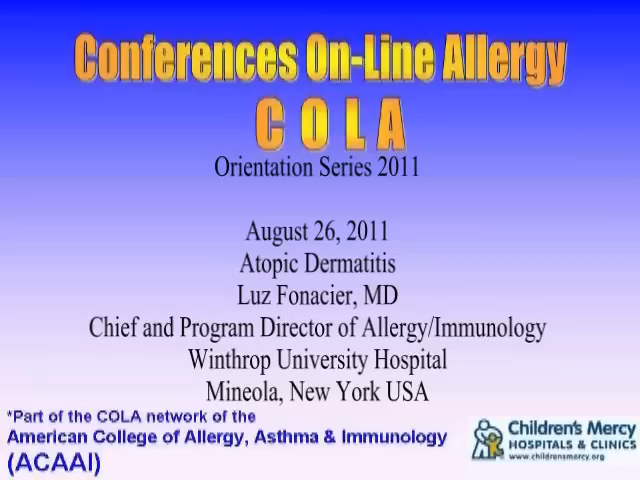 Conferences On-Line Allergy
C O L A
Orientation Series 2011
August 26, 2011
Atopic Dermatitis
Luz Fonacier, MD
Chief and Program Director of Allergy/Immunology
Winthrop University Hospital
Mineola, New York USA
*Part of the COLA network of the
American College of Allergy, Asthma & Immunology
(ACAAI)
Children's Mercy
HOSPITALS & CLINICS
www.childrensmercy.org